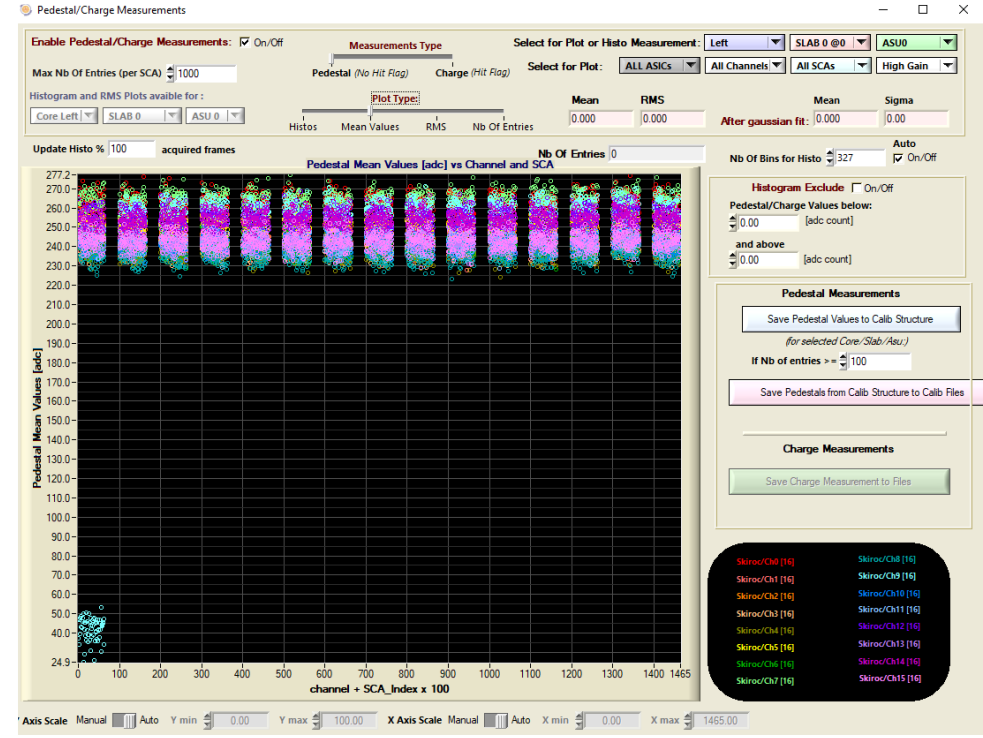 Pedestal/Charge Measurements
Enable Pedestal/Charge Measurements: On/Off
Measurements Type
Pedestal (No Hit Flag) Charge (Hit Flag)
Select for Plot or Histo Measurement: Left SLAB 0 @0 ASU0
Select for Plot: ALL ASICs All Channels All SCAs High Gain
Max Nb Of Entries (per SCA) 1000
Histogram and RMS Plots avaible for :
Core Left SLAB 0 ASU 0
Plot Type:
Histos Mean Values RMS Nb Of Entries
Mean RMS
0.000 0.000
Mean Sigma
After gaussian fit: 0.000 0.00
Update Histo % 100 acquired frames
Nb Of Entries 0
Nb Of Bins for Histo 327
Auto
On/Off
Pedestal Mean Values [adc] vs Channel and SCA
Pedestal Mean Values [adc]
277.2
270.0
260.0
250.0
240.0
230.0
220.0
210.0
200.0
190.0
180.0
170.0
160.0
150.0
140.0
130.0
120.0
110.0
100.0
90.0
80.0
70.0
60.0
50.0
40.0
24.9
0 100 200 300 400 500 600 700 800 900 1000 1100 1200 1300 1400 1465
channel + SCA_Index x 100
Histogram Exclude On/Off
Pedestal/Charge Values below:
0.00 [adc count]
and above
0.00 [adc count]
Pedestal Measurements
Save Pedestal Values to Calib Structure
(for selected Core/Slab/Asu:)
If Nb of entries >= 100
Save Pedestals from Calib Structure to Calib Files
Charge Measurements
Save Charge Measurement to Files
Skiroc/Ch0 [16] Skiroc/Ch8 [16]
Skiroc/Ch1 [16] Skiroc/Ch9 [16]
Skiroc/Ch2 [16] Skiroc/Ch10 [16]
Skiroc/Ch3 [16] Skiroc/Ch11 [16]
Skiroc/Ch4 [16] Skiroc/Ch12 [16]
Skiroc/Ch5 [16] Skiroc/Ch13 [16]
Skiroc/Ch6 [16] Skiroc/Ch14 [16]
Skiroc/Ch7 [16] Skiroc/Ch15 [16]
Axis Scale Manual Auto Y min 0.00 Y max 100.00 X Axis Scale Manual Auto X min 0.00 X max 1465.00